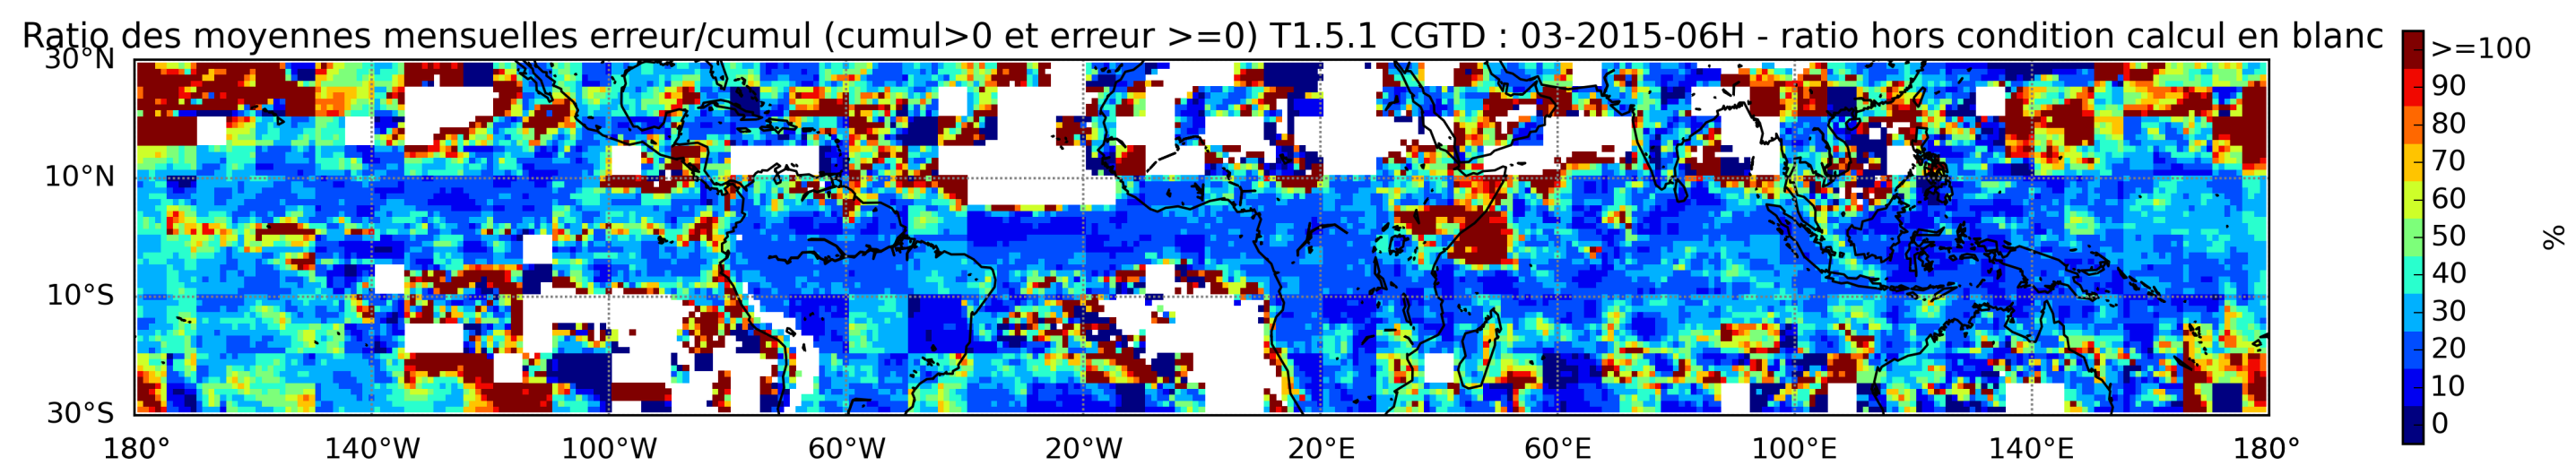 Ratio des moyennes mensuelles erreur/cumul (cumul>0 et erreur >=0) T1.5.1 CGTD : 03-2015-06H - ratio hors condition calcul en blanc
30°N
10°N
10°S
30°S
180°
140°W
100°W
60°W
20°W
20°E
60°E
100°E
140°E
180°
>=100
90
80
70
60
50
40
30
20
10
0
%